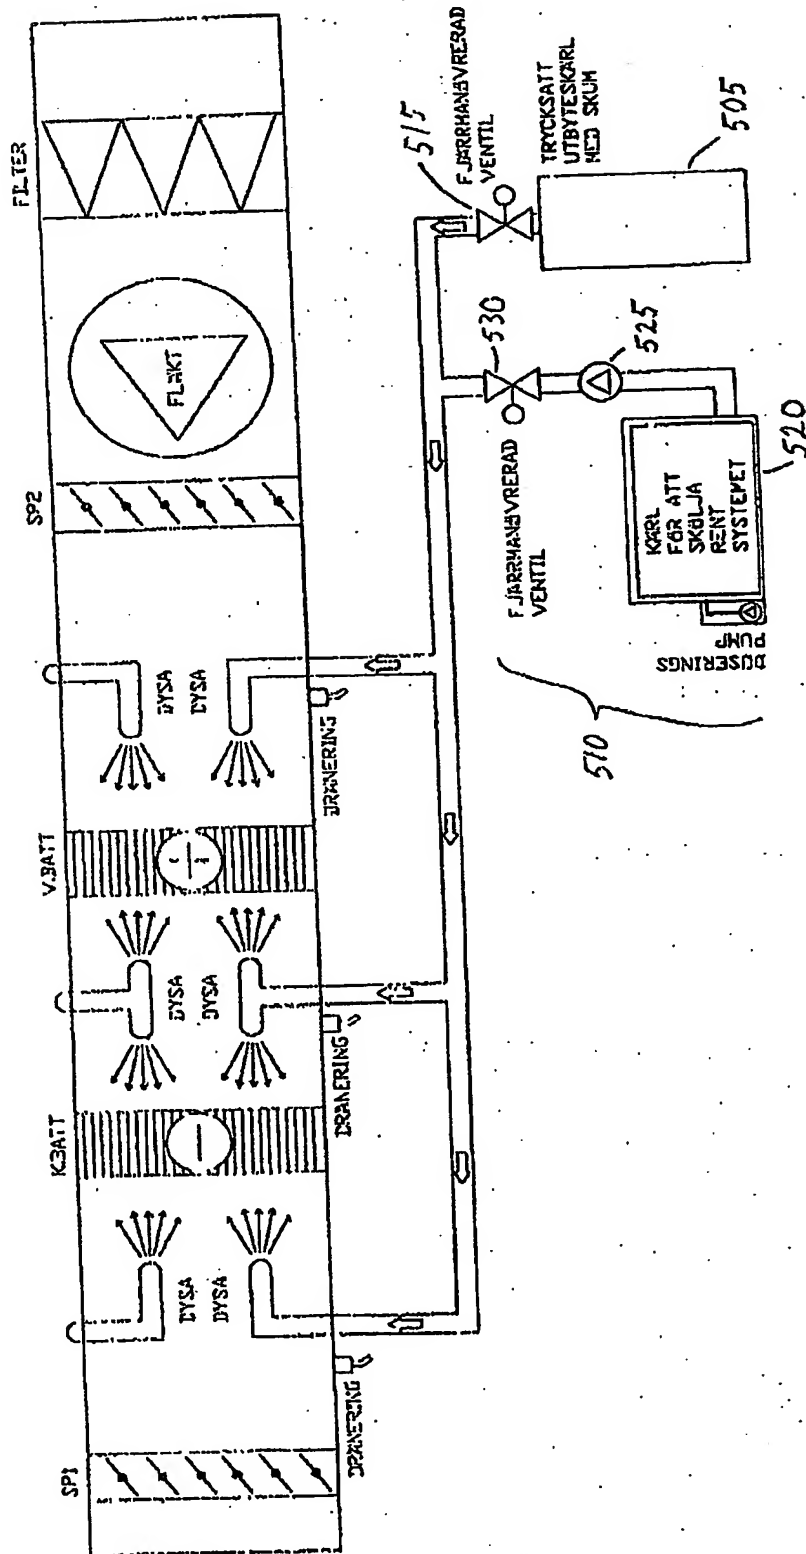 SP1
K.BATT
V.BATT
SP2
FILTER
DYSA
DYSA
DYSA
DYSA
DYSA
DYSA
FLÄKT
DRÄNERING
DRÄNERING
DRÄNERING
515
FJÄRRMANÖVRERAD
VENTIL
530
FJÄRRMANÖVRERAD
VENTIL
525
TRYCKSATT
UTBYTESKÄRL
MED SKUM
505
510
KÄRL
FÖR ATT
SKÖLJA
RENT
SYSTEMET
520
DOSERINGS
PUMP